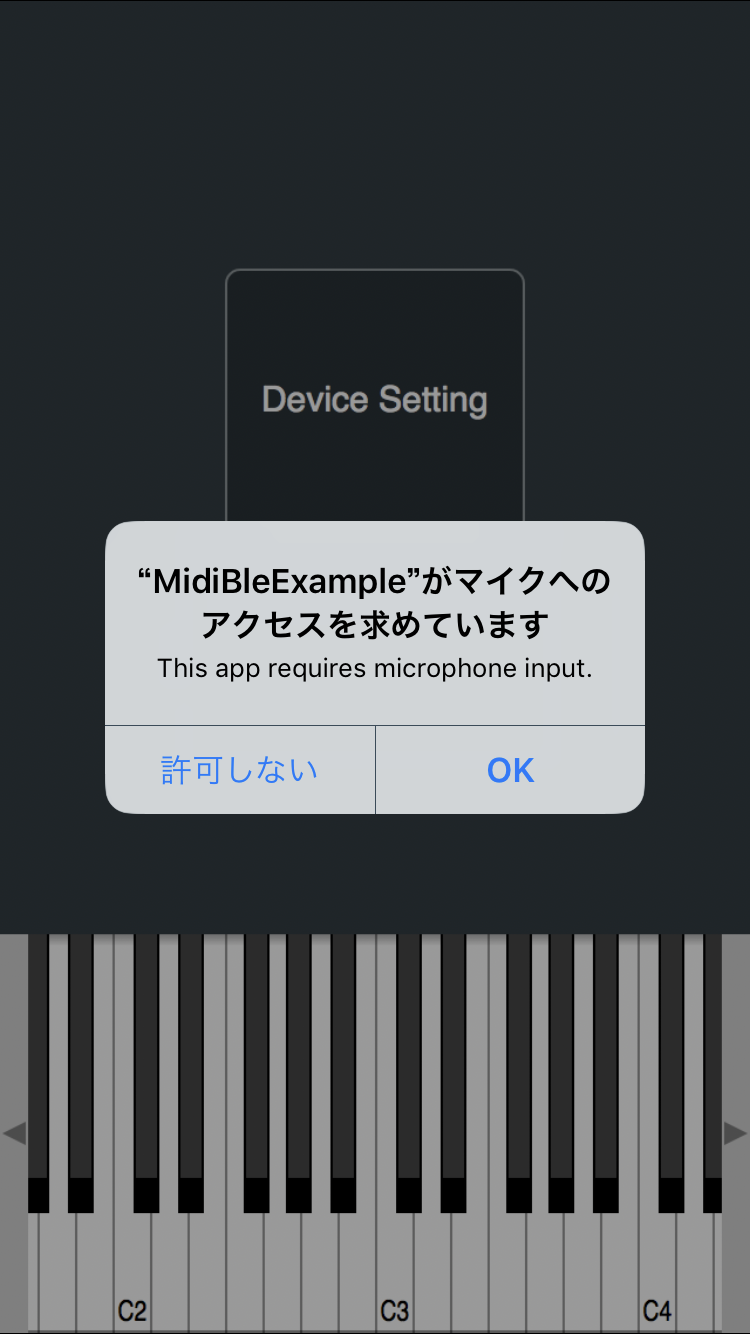 Device Setting
“MidiBleExample”がマイクへの
アクセスを求めています
This app requires microphone input.
許可しない
OK
C2
C3
C4